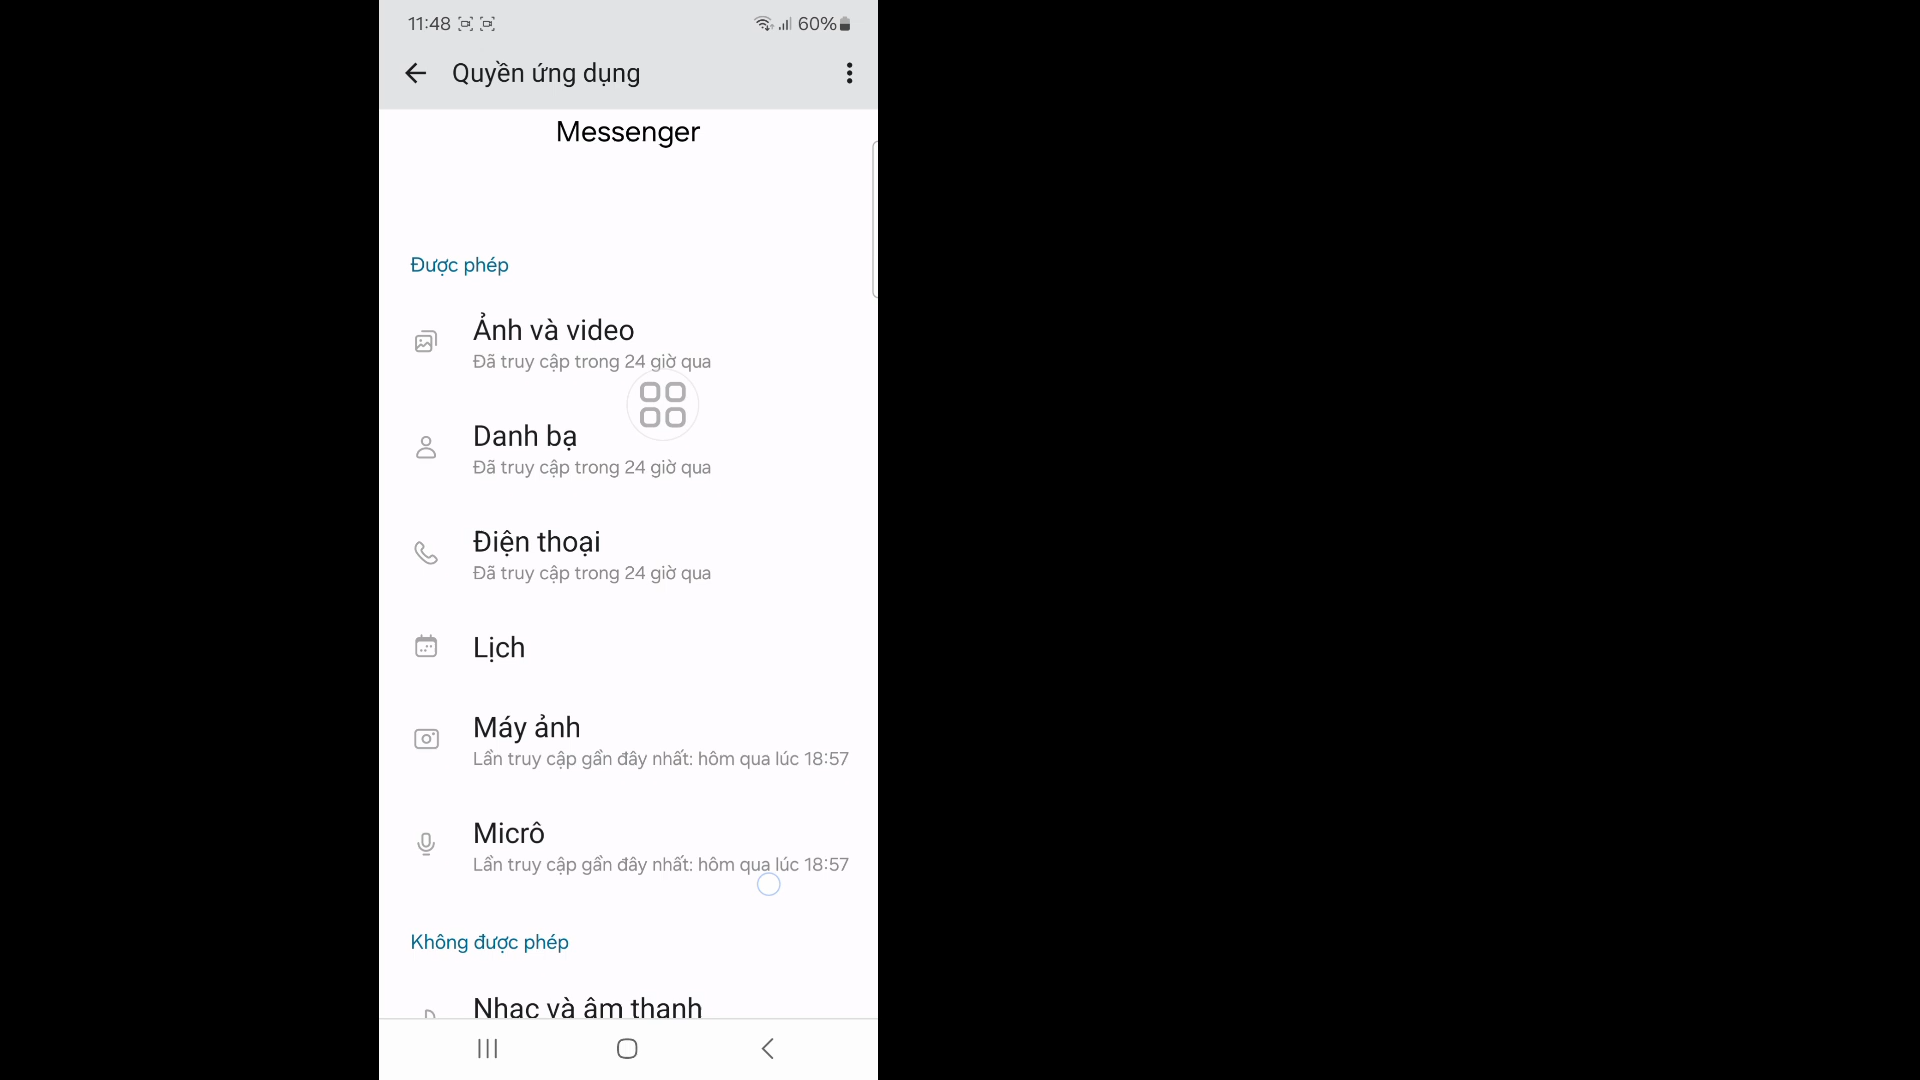 11:48 60%
Quyền ứng dụng
Messenger
Được phép
Ảnh và video
Đã truy cập trong 24 giờ qua
Danh bạ
Đã truy cập trong 24 giờ qua
Điện thoại
Đã truy cập trong 24 giờ qua
Lịch
Máy ảnh
Lần truy cập gần đây nhất: hôm qua lúc 18:57
Micrô
Lần truy cập gần đây nhất: hôm qua lúc 18:57
Không được phép
Nhạc và âm thanh